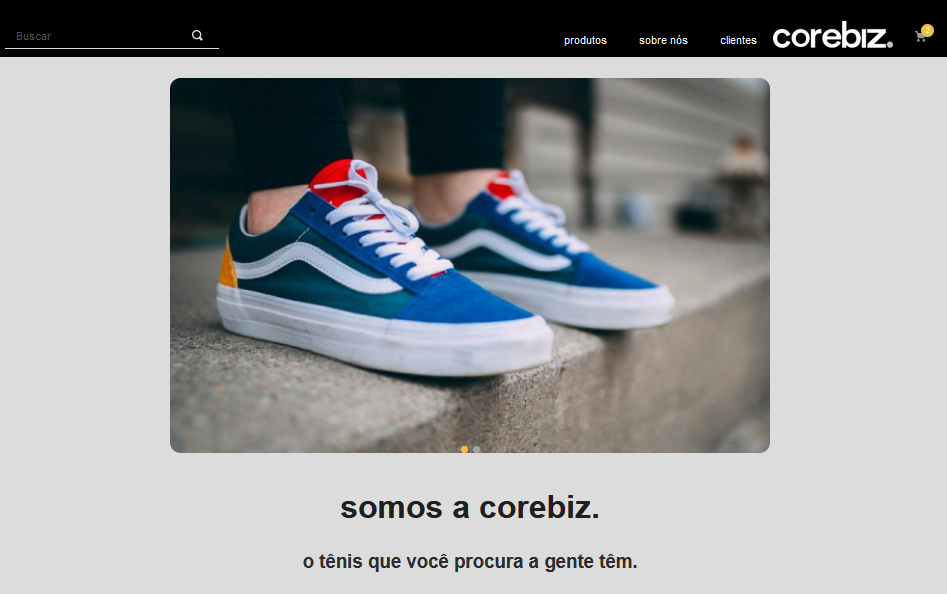 Buscar
produtos
sobre nós
clientes
corebiz.
2
somos a corebiz.
o tênis que você procura a gente têm.